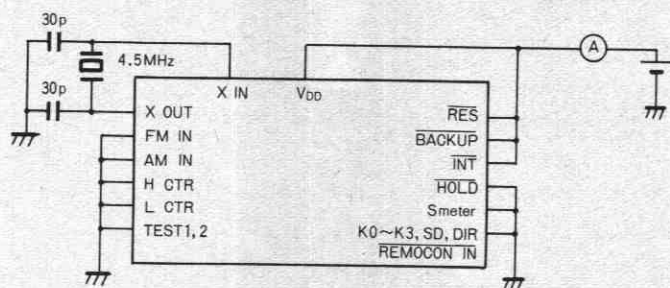 30p
4.5MHz
30p
A
X IN
VDD
X OUT
FM IN
AM IN
H CTR
L CTR
TEST1, 2
RES
BACKUP
INT
HOLD
Smeter
K0~K3, SD, DIR
REMOCON IN